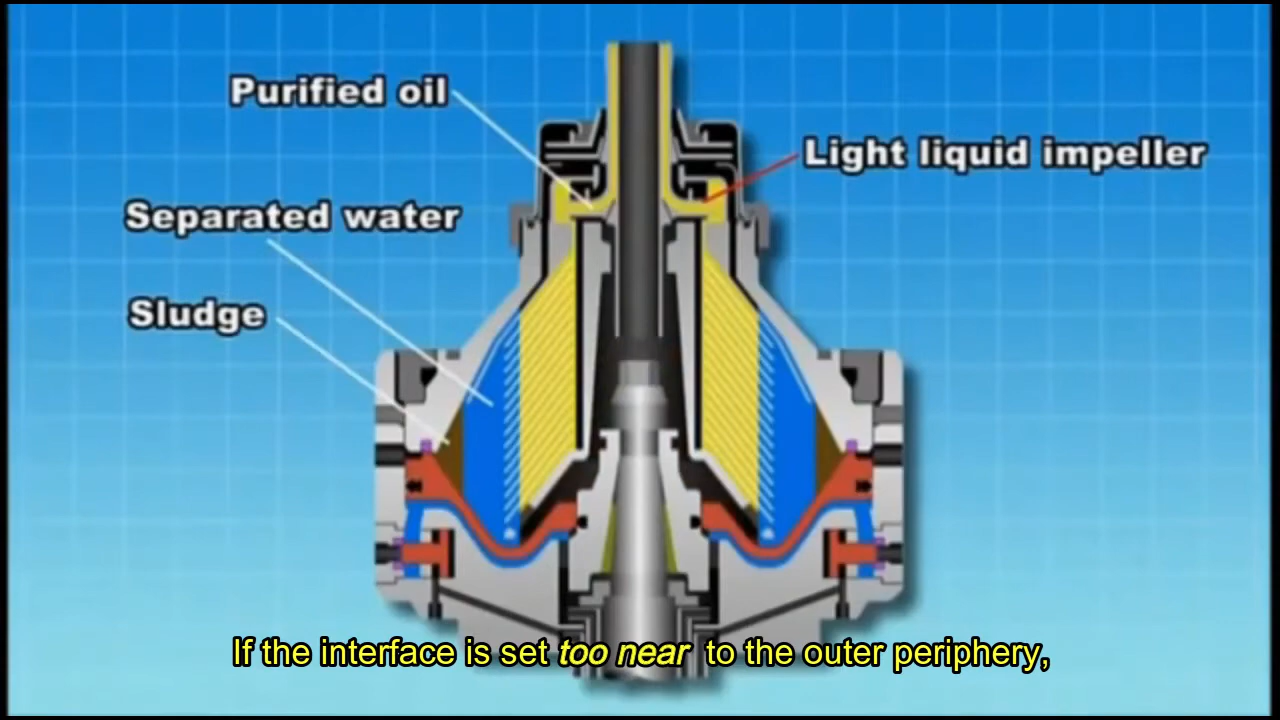 Purified oil
Light liquid impeller
Separated water
Sludge
If the interface is set too near to the outer periphery,